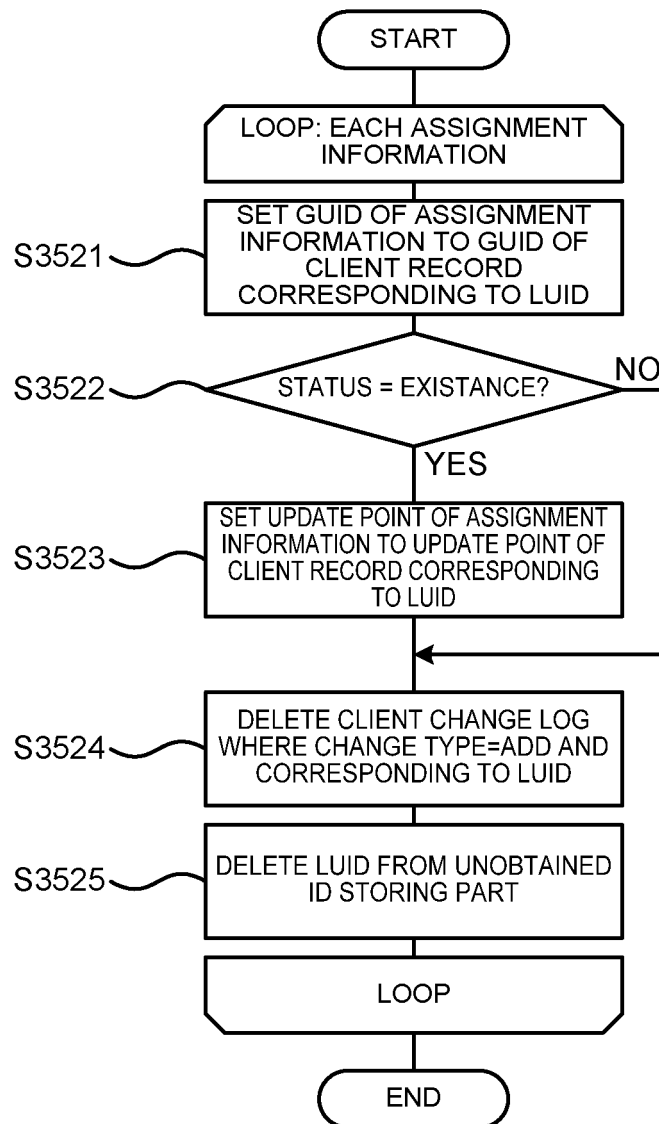 START
LOOP: EACH ASSIGNMENT
INFORMATION
SET GUID OF ASSIGNMENT
INFORMATION TO GUID OF
CLIENT RECORD
CORRESPONDING TO LUID
S3521
STATUS = EXISTANCE?
NO
S3522
YES
SET UPDATE POINT OF ASSIGNMENT
INFORMATION TO UPDATE POINT OF
CLIENT RECORD CORRESPONDING
TO LUID
S3523
DELETE CLIENT CHANGE LOG
WHERE CHANGE TYPE=ADD AND
CORRESPONDING TO LUID
S3524
DELETE LUID FROM UNOBTAINED
ID STORING PART
S3525
LOOP
END